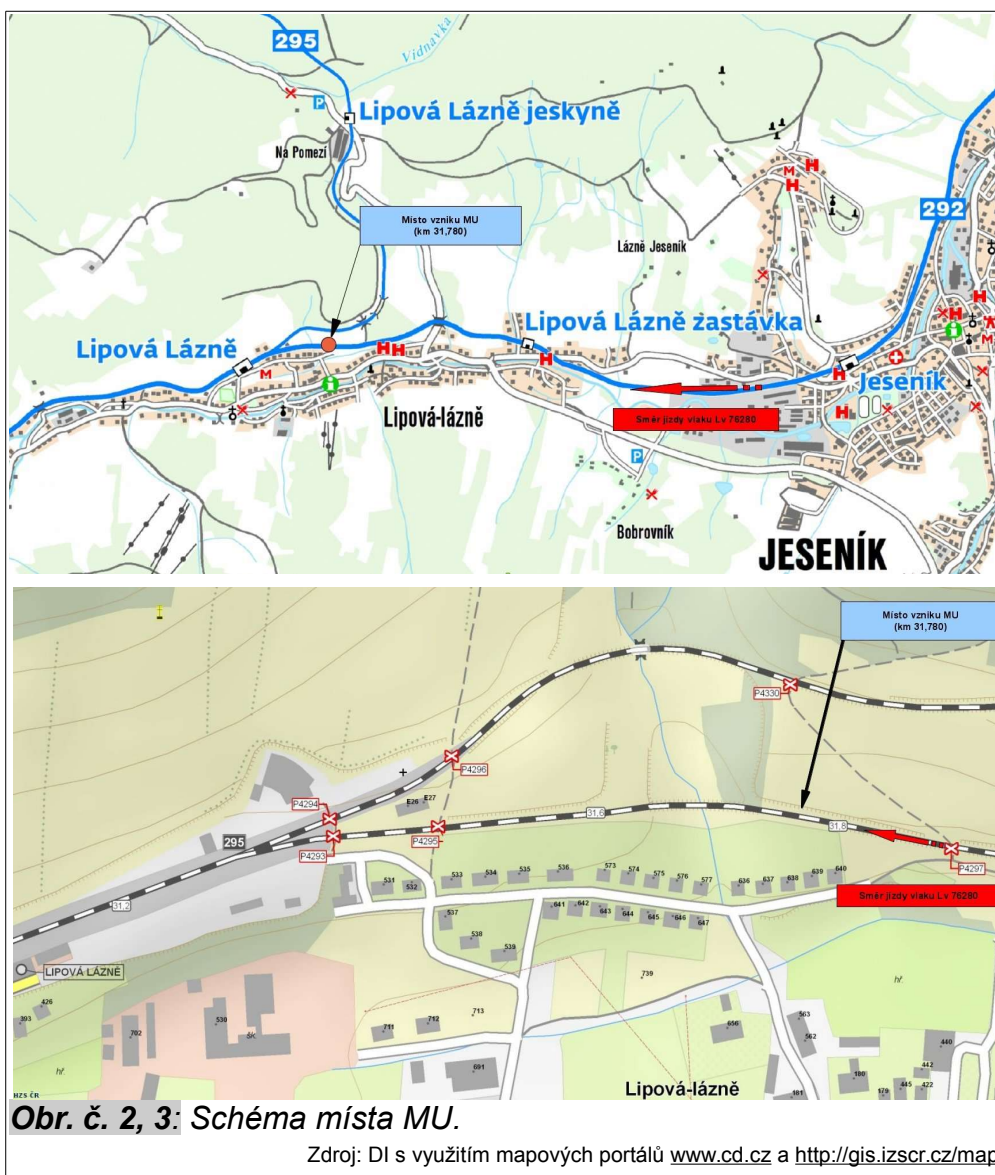 295
Vidnavka
Lipová Lázně jeskyně
Na Pomezí
Místo vzniku MU
(km 31,780)
292
Lázně Jeseník
Lipová Lázně
Lipová Lázně zastávka
Jeseník
Lipová-lázně
Směr jízdy vlaku Lv 76280
Bobrovník
JESENÍK
Místo vzniku MU
(km 31,780)
P4330
P4296
P4294
E26 E27
31,6
31,8
295
P4293
P4295
P4297
531 532 533 534 535 536 573 574 575 576 577 636 637 638 639 640
Směr jízdy vlaku Lv 76280
31,2
641 642 643 644 645 646 647
537
538
539
LIPOVÁ LÁZNĚ
739
hř.
426
393
702
530
šk.
711 712 713
656
563
562
440
691
442
hř.
180
179
445 422
181
HZS ČR
Lipová-lázně
Obr. č. 2, 3: Schéma místa MU.
Zdroj: DI s využitím mapových portálů www.cd.cz a http://gis.izscr.cz/map